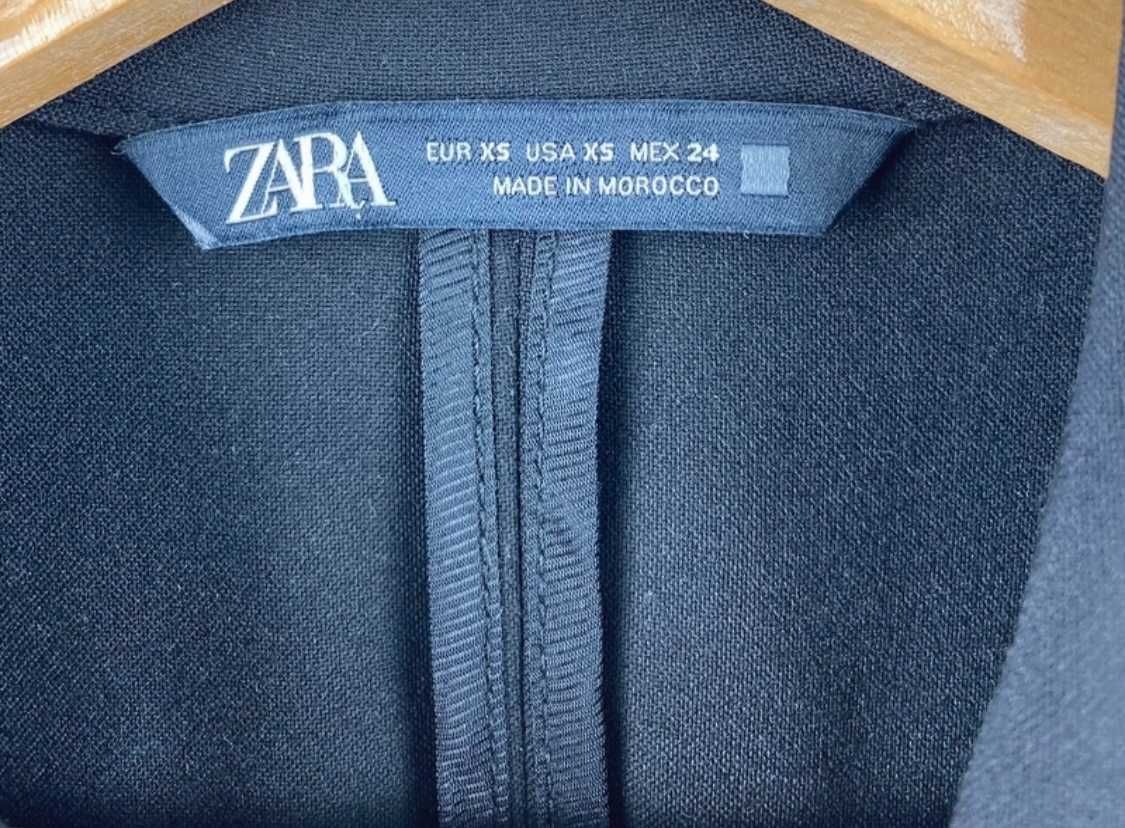 ZARA
EUR XS USA XS MEX 24
MADE IN MOROCCO